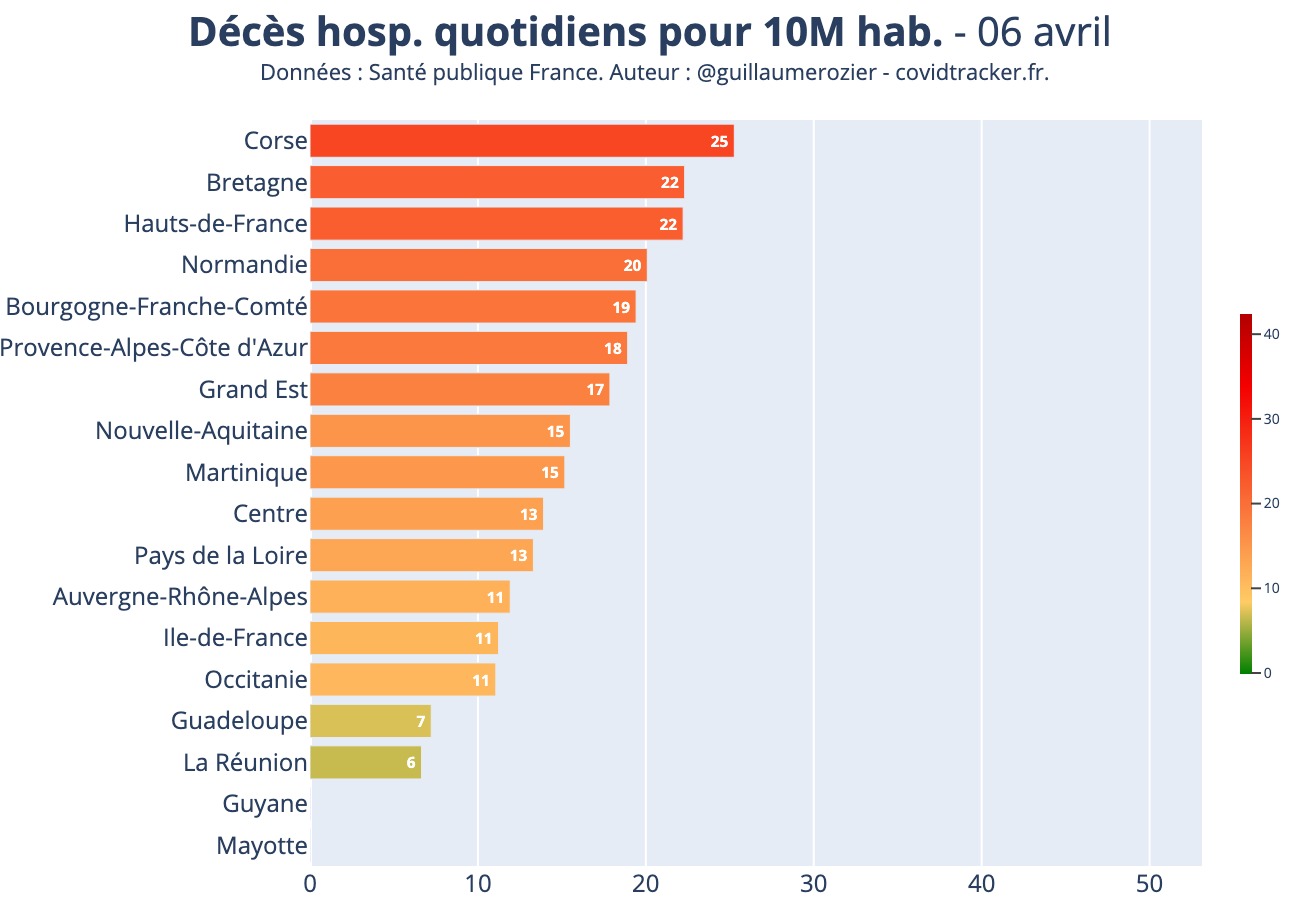 Décès hosp. quotidiens pour 10M hab. - 06 avril
Données : Santé publique France. Auteur : @guillaumerozier - covidtracker.fr.
Corse 25
Bretagne 22
Hauts-de-France 22
Normandie 20
Bourgogne-Franche-Comté 19
Provence-Alpes-Côte d'Azur 18
Grand Est 17
Nouvelle-Aquitaine 15
Martinique 15
Centre 13
Pays de la Loire 13
Auvergne-Rhône-Alpes 11
Ile-de-France 11
Occitanie 11
Guadeloupe 7
La Réunion 6
Guyane
Mayotte
0 10 20 30 40 50
40
30
20
10
0